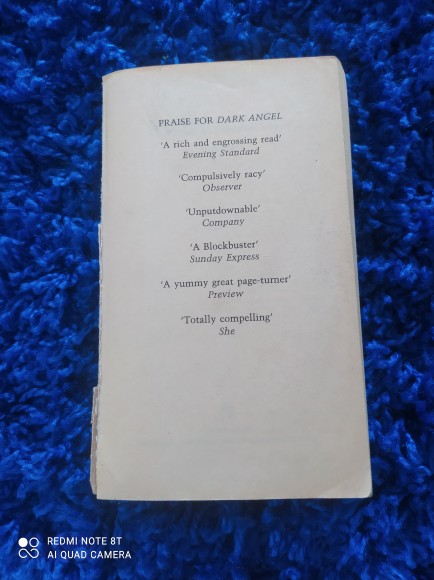 PRAISE FOR DARK ANGEL
'A rich and engrossing read'
Evening Standard
'Compulsively racy'
Observer
'Unputdownable'
Company
'A Blockbuster'
Sunday Express
'A yummy great page-turner'
Preview
'Totally compelling'
She
REDMI NOTE 8T
AI QUAD CAMERA